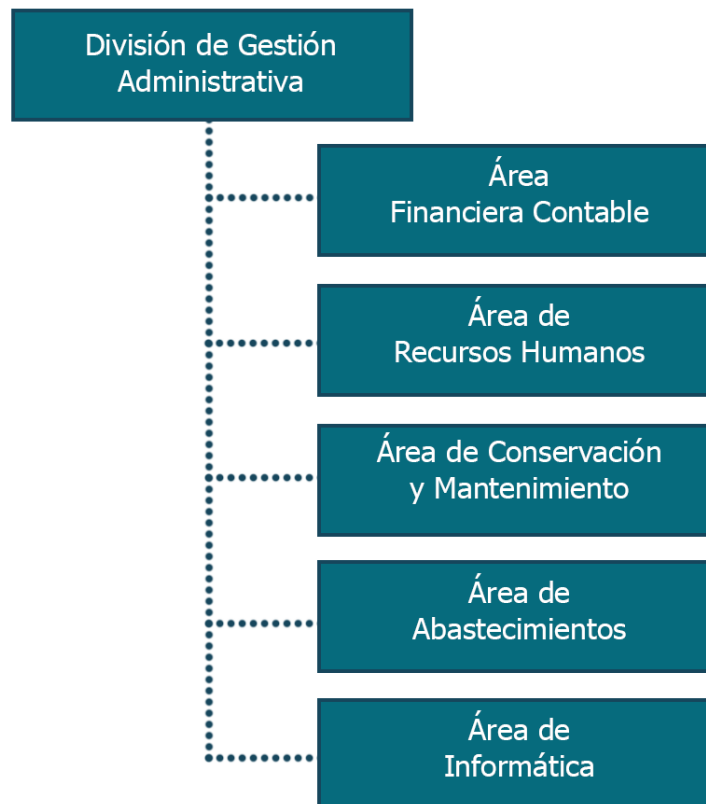 División de Gestión
Administrativa
Área
Financiera Contable
Área de
Recursos Humanos
Área de Conservación
y Mantenimiento
Área de
Abastecimientos
Área de
Informática